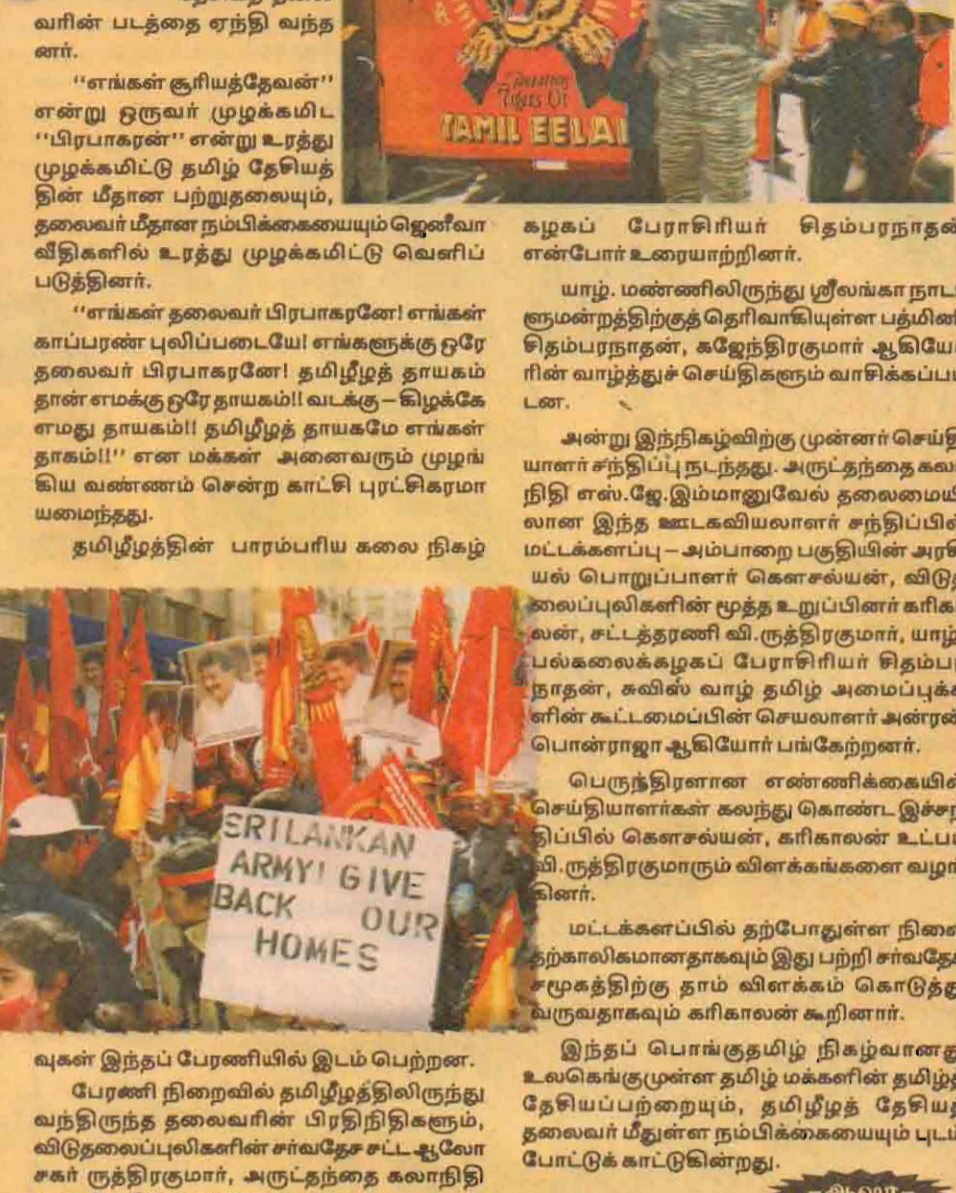 வரின் படத்தை ஏந்தி வந்த
னர்.
‘‘எங்கள் சூரியத்தேவன்’’
என்று ஒருவர் முழக்கமிட
‘‘பிரபாகரன்’’ என்று உரத்து
முழக்கமிட்டு தமிழ் தேசியத்
தின் மீதான பற்றுதலையும்,
தலைவர் மீதான நம்பிக்கையையும் ஜெனீவா
வீதிகளில் உரத்து முழக்கமிட்டு வெளிப்
படுத்தினர்.
‘‘எங்கள் தலைவர் பிரபாகரனே! எங்கள்
காப்பரண் புலிப்படையே! எங்களுக்கு ஒரே
தலைவர் பிரபாகரனே! தமிழீழத் தாயகம்
தான் எமக்கு ஒரே தாயகம்!! வடக்கு – கிழக்கே
எமது தாயகம்!! தமிழீழத் தாயகமே எங்கள்
தாகம்!!’’ என மக்கள் அனைவரும் முழங்
கிய வண்ணம் சென்ற காட்சி புரட்சிகரமா
யமைந்தது.
தமிழீழத்தின் பாரம்பரிய கலை நிகழ்
SRI LANKAN
ARMY! GIVE
BACK OUR
HOMES
வுகள் இந்தப் பேரணியில் இடம் பெற்றன.
பேரணி நிறைவில் தமிழீழத்திலிருந்து
வந்திருந்த தலைவரின் பிரதிநிதிகளும்,
விடுதலைப்புலிகளின் சர்வதேச சட்ட ஆலோ
சகர் ருத்திரகுமார், அருட்தந்தை கலாநிதி
Tigers Of
TAMIL EELA
கழகப் பேராசிரியர் சிதம்பரநாதன்
என்போர் உரையாற்றினர்.
யாழ். மண்ணிலிருந்து ஸ்ரீலங்கா நாடா
ளுமன்றத்திற்குத் தெரிவாகியுள்ள பத்மினி
சிதம்பரநாதன், கஜேந்திரகுமார் ஆகியோ
ரின் வாழ்த்துச் செய்திகளும் வாசிக்கப்பட்
டன.
அன்று இந்நிகழ்விற்கு முன்னர் செய்தி
யாளர் சந்திப்பு நடந்தது. அருட்தந்தை கலா
நிதி எஸ்.ஜே.இம்மானுவேல் தலைமையி
லான இந்த ஊடகவியலாளர் சந்திப்பில்
மட்டக்களப்பு – அம்பாறை பகுதியின் அரசி
யல் பொறுப்பாளர் கௌசல்யன், விடுத
லைப்புலிகளின் மூத்த உறுப்பினர் கரிகா
லன், சட்டத்தரணி வி.ருத்திரகுமார், யாழ்.
பல்கலைக்கழகப் பேராசிரியர் சிதம்பர
நாதன், சுவிஸ் வாழ் தமிழ் அமைப்புக்க
ளின் கூட்டமைப்பின் செயலாளர் அன்ரன்
பொன்ராஜா ஆகியோர் பங்கேற்றனர்.
பெருந்திரளான எண்ணிக்கையில்
செய்தியாளர்கள் கலந்து கொண்ட இச்சந்
திப்பில் கௌசல்யன், கரிகாலன் உட்பட
வி.ருத்திரகுமாரும் விளக்கங்களை வழங்
கினர்.
மட்டக்களப்பில் தற்போதுள்ள நிலை
தற்காலிகமானதாகவும் இது பற்றி சர்வதேச
சமூகத்திற்கு தாம் விளக்கம் கொடுத்து
வருவதாகவும் கரிகாலன் கூறினார்.
இந்தப் பொங்குதமிழ் நிகழ்வானது
உலகெங்குமுள்ள தமிழ் மக்களின் தமிழ்த்
தேசியப்பற்றையும், தமிழீழத் தேசியத்
தலைவர் மீதுள்ள நம்பிக்கையையும் புடம்
போட்டுக் காட்டுகின்றது.